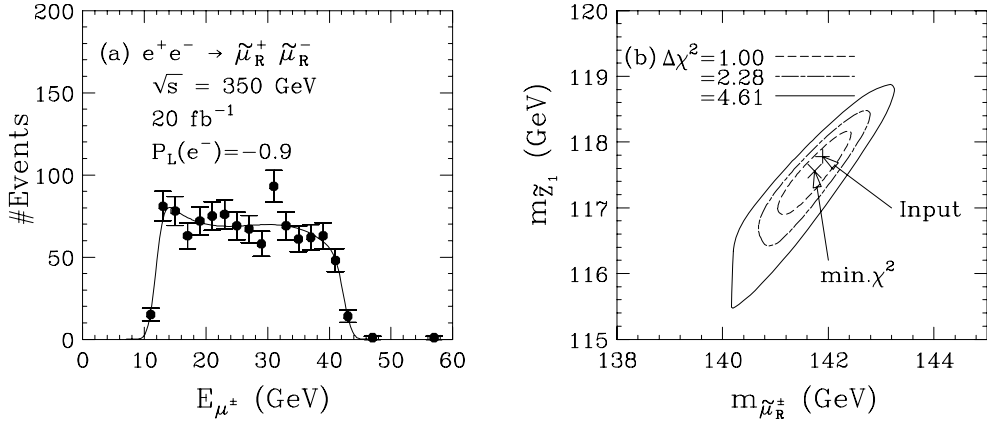 (a) e⁺e⁻ → μ̃_R⁺ μ̃_R⁻
√s = 350 GeV
20 fb⁻¹
P_L(e⁻)=−0.9
#Events
200
150
100
50
0
0 10 20 30 40 50 60
E_μ± (GeV)
(b) Δχ²=1.00
=2.28
=4.61
Input
min.χ²
m_Z̃₁ (GeV)
120
119
118
117
116
115
138 140 142 144
m_μ̃_R± (GeV)